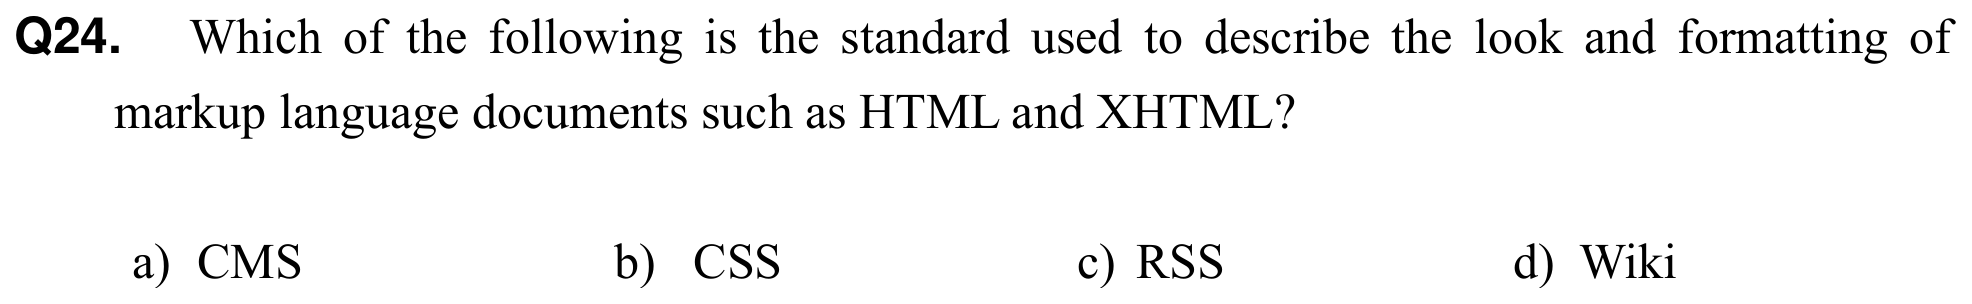 Q24. Which of the following is the standard used to describe the look and formatting of
markup language documents such as HTML and XHTML?
a) CMS b) CSS c) RSS d) Wiki